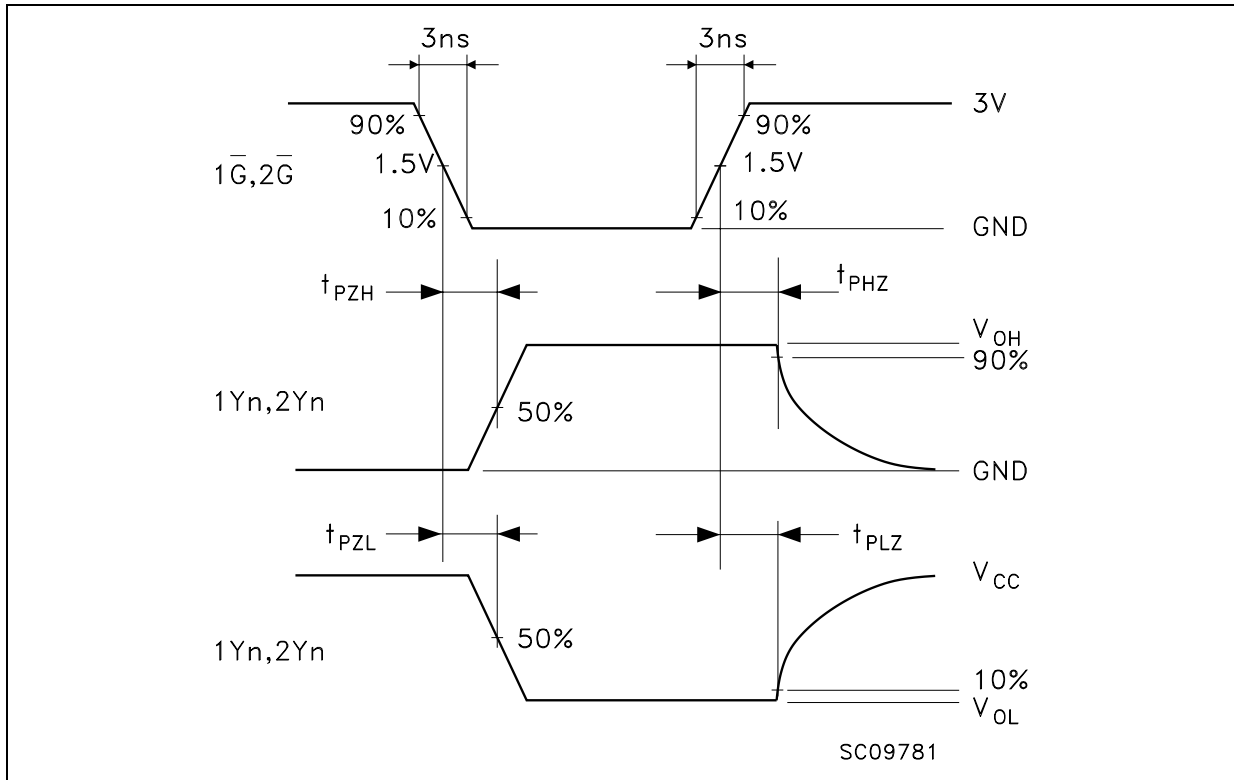 3ns 3ns
3V
90% 90%
1G̅,2G̅ 1.5V 1.5V
10% 10%
GND
tPZH tPHZ
VOH
90%
1Yn,2Yn 50%
GND
tPZL tPLZ
VCC
1Yn,2Yn 50%
10%
VOL
SC09781